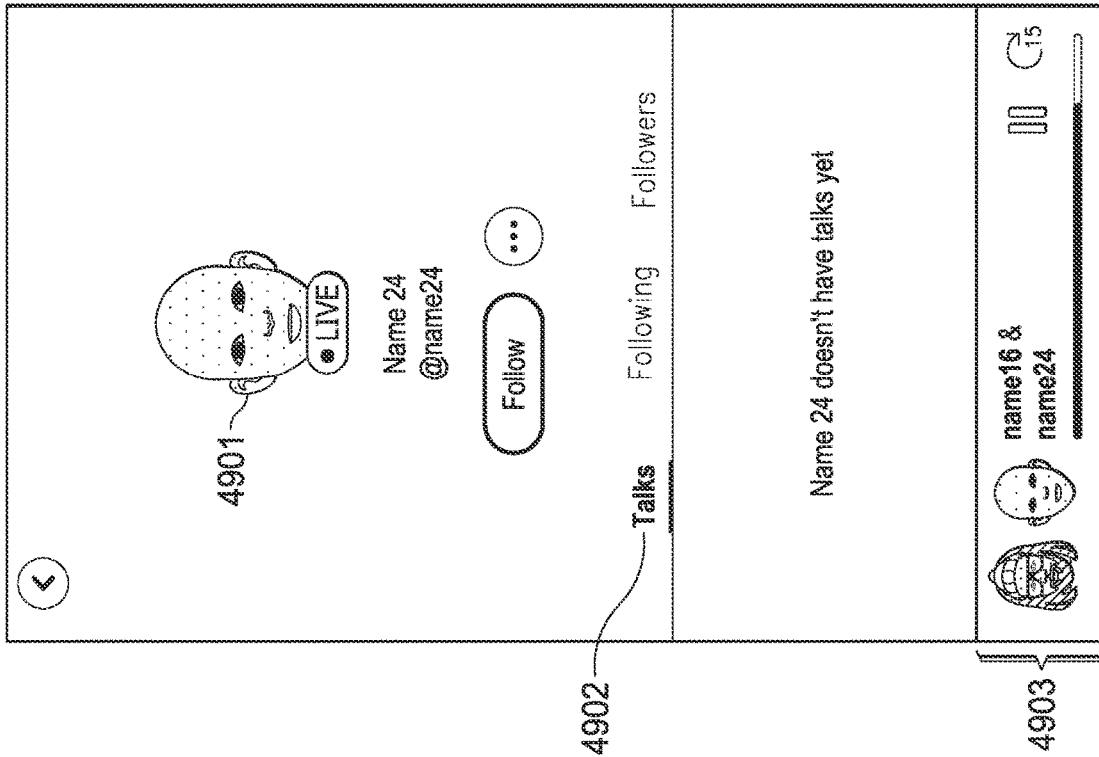 4901
● LIVE
Name 24
@name24
Follow
•••
4902
Talks Following Followers
Name 24 doesn't have talks yet
4903
name16 &
name24
15